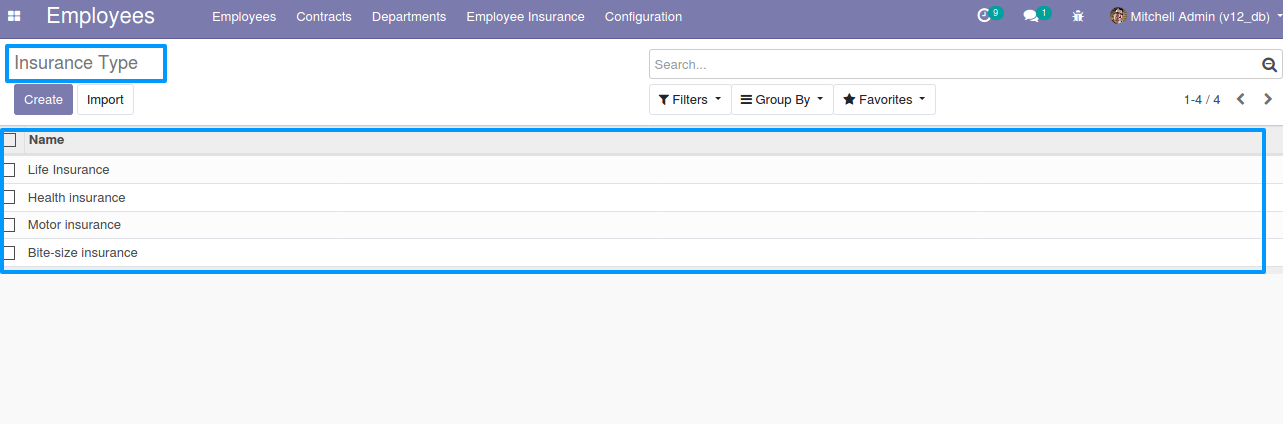 Employees Employees Contracts Departments Employee Insurance Configuration 9 1 Mitchell Admin (v12_db)
Insurance Type Search...
Create Import Filters Group By Favorites 1-4 / 4
Name
Life Insurance
Health insurance
Motor insurance
Bite-size insurance